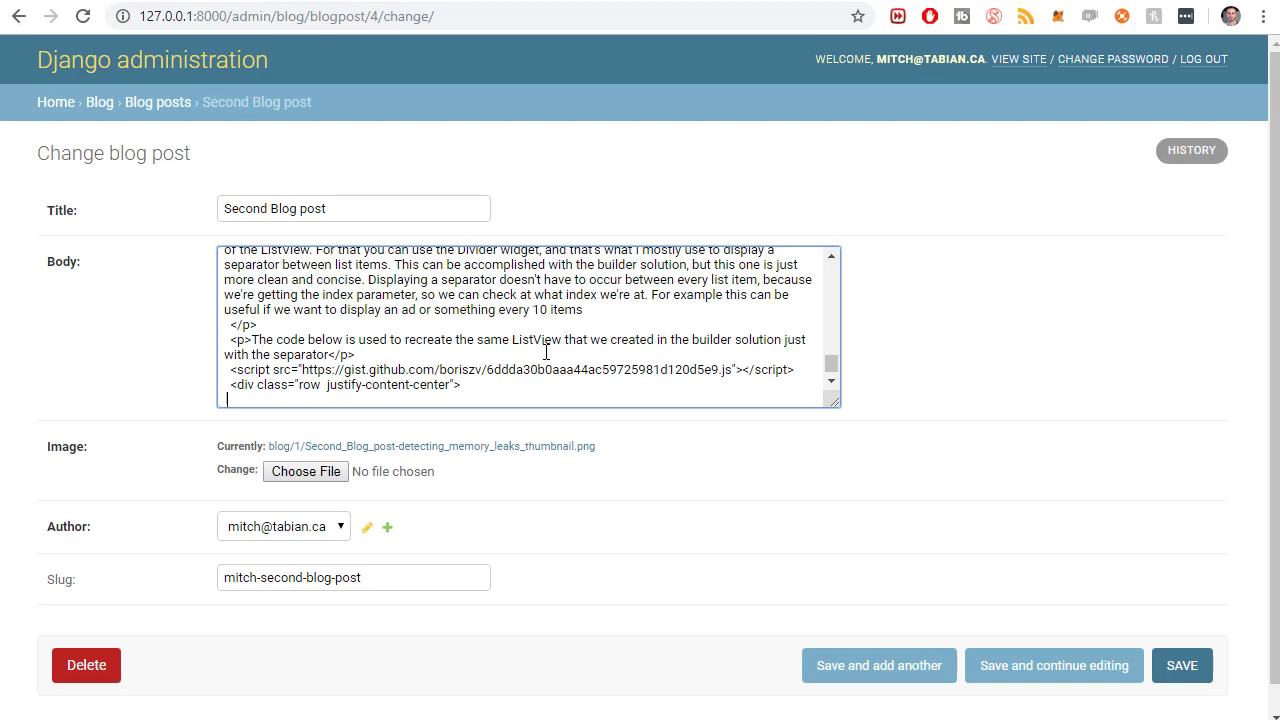 127.0.0.1:8000/admin/blog/blogpost/4/change/
Django administration
WELCOME, MITCH@TABIAN.CA. VIEW SITE / CHANGE PASSWORD / LOG OUT
Home › Blog › Blog posts › Second Blog post
Change blog post
HISTORY
Title:
Second Blog post
Body:
of the ListView. For that you can use the Divider widget, and that's what I mostly use to display a
separator between list items. This can be accomplished with the builder solution, but this one is just
more clean and concise. Displaying a separator doesn't have to occur between every list item, because
we're getting the index parameter, so we can check at what index we're at. For example this can be
useful if we want to display an ad or something every 10 items
</p>
<p>The code below is used to recreate the same ListView that we created in the builder solution just
with the separator</p>
<script src="https://gist.github.com/boriszv/6ddda30b0aaa44ac59725981d120d5e9.js"></script>
<div class="row  justify-content-center">
Image:
Currently: blog/1/Second_Blog_post-detecting_memory_leaks_thumbnail.png
Change: Choose File No file chosen
Author:
mitch@tabian.ca
Slug:
mitch-second-blog-post
Delete
Save and add another
Save and continue editing
SAVE